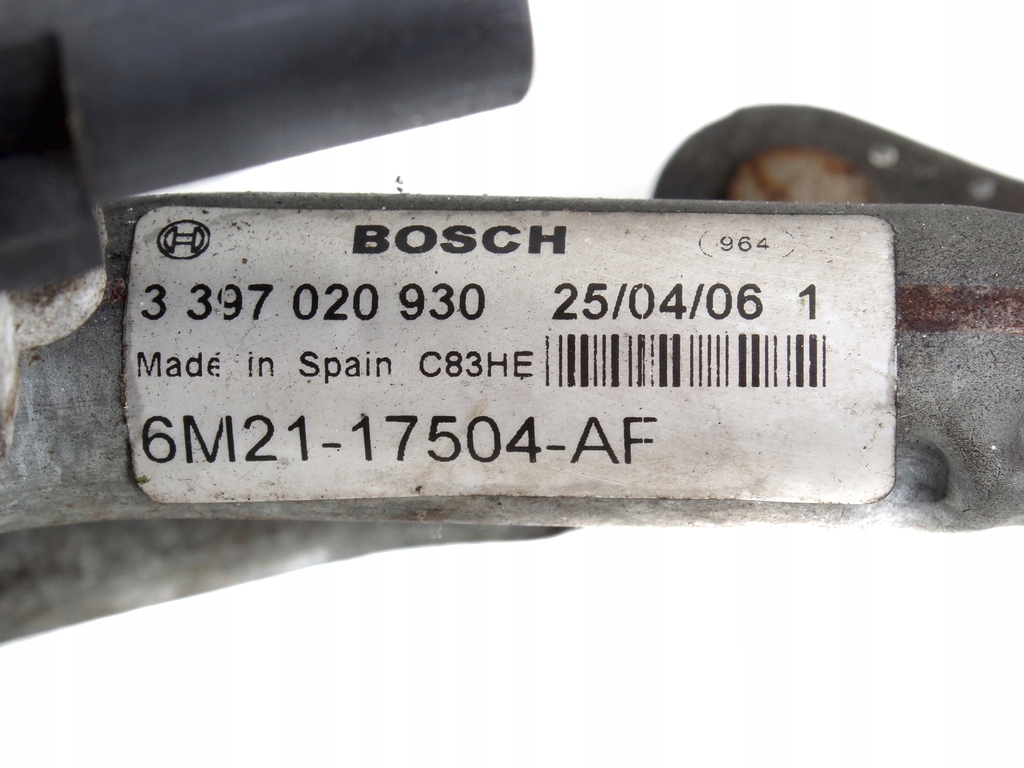 BOSCH 964
3 397 020 930 25/04/06 1
Made in Spain C83HE
6M21-17504-AF